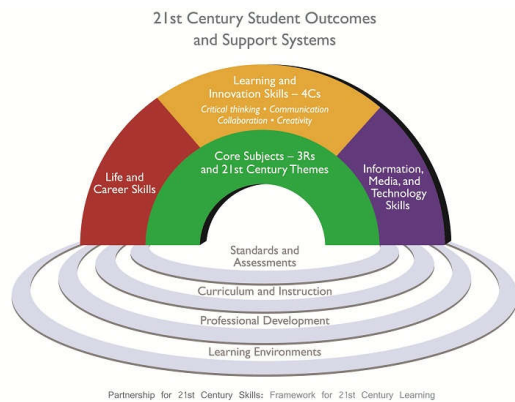 21st Century Student Outcomes
and Support Systems
Learning and
Innovation Skills – 4Cs
Critical thinking • Communication
Collaboration • Creativity
Core Subjects – 3Rs
and 21st Century Themes
Life and
Career Skills
Information,
Media, and
Technology
Skills
Standards and
Assessments
Curriculum and Instruction
Professional Development
Learning Environments
Partnership for 21st Century Skills: Framework for 21st Century Learning